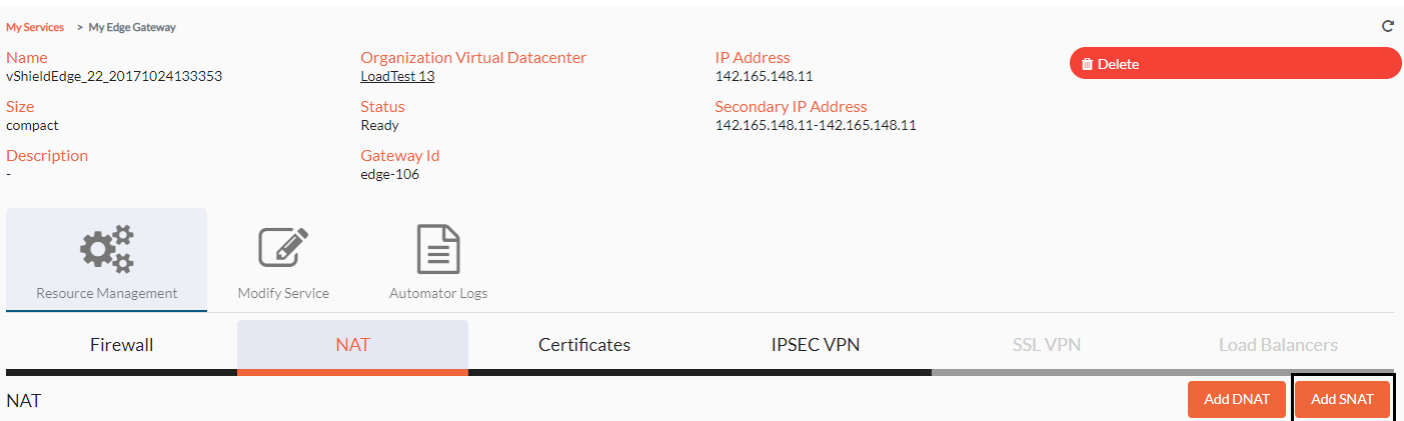 My Services > My Edge Gateway
Name
vShieldEdge_22_20171024133353
Organization Virtual Datacenter
LoadTest 13
IP Address
142.165.148.11
Delete
Size
compact
Status
Ready
Secondary IP Address
142.165.148.11-142.165.148.11
Description
-
Gateway Id
edge-106
Resource Management
Modify Service
Automator Logs
Firewall
NAT
Certificates
IPSEC VPN
SSL VPN
Load Balancers
NAT
Add DNAT
Add SNAT